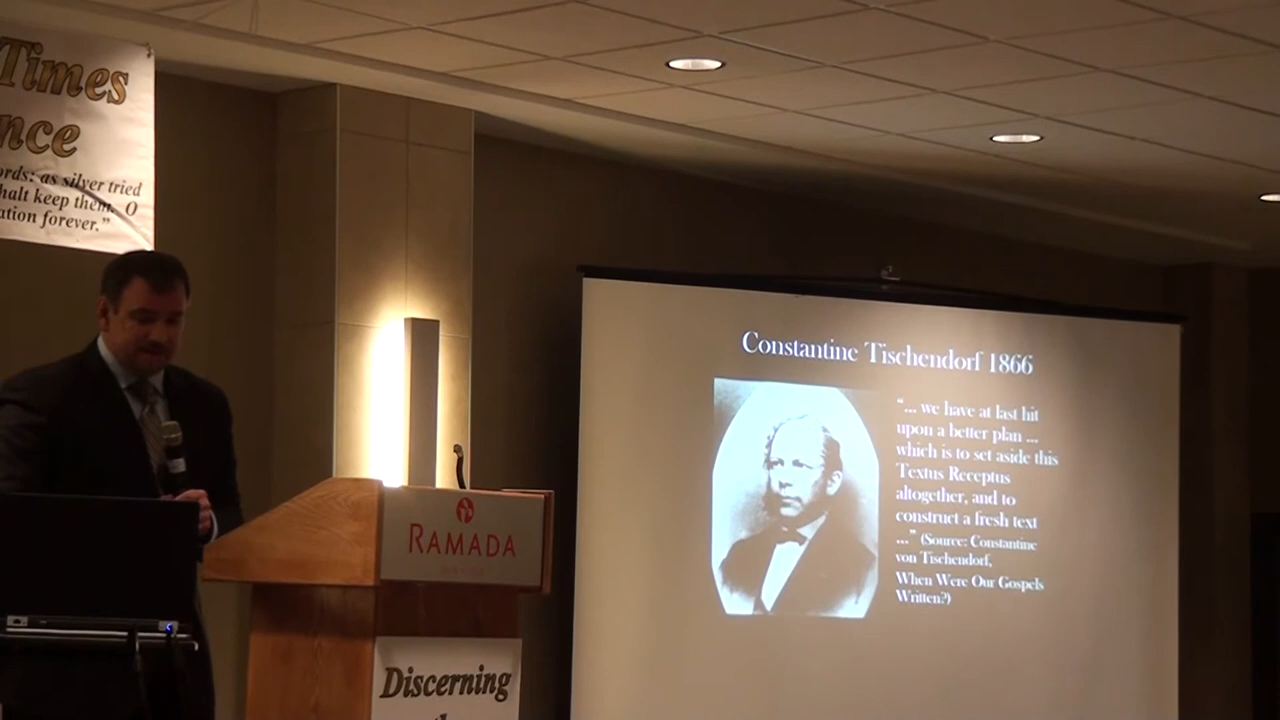 Times
nce
ords: as silver tried
halt keep them, O
ation forever."
Constantine Tischendorf 1866
“... we have at last hit
upon a better plan ...
which is to set aside this
Textus Receptus
altogether, and to
construct a fresh text
...” (Source: Constantine
von Tischendorf,
When Were Our Gospels
Written?)
RAMADA
Discerning